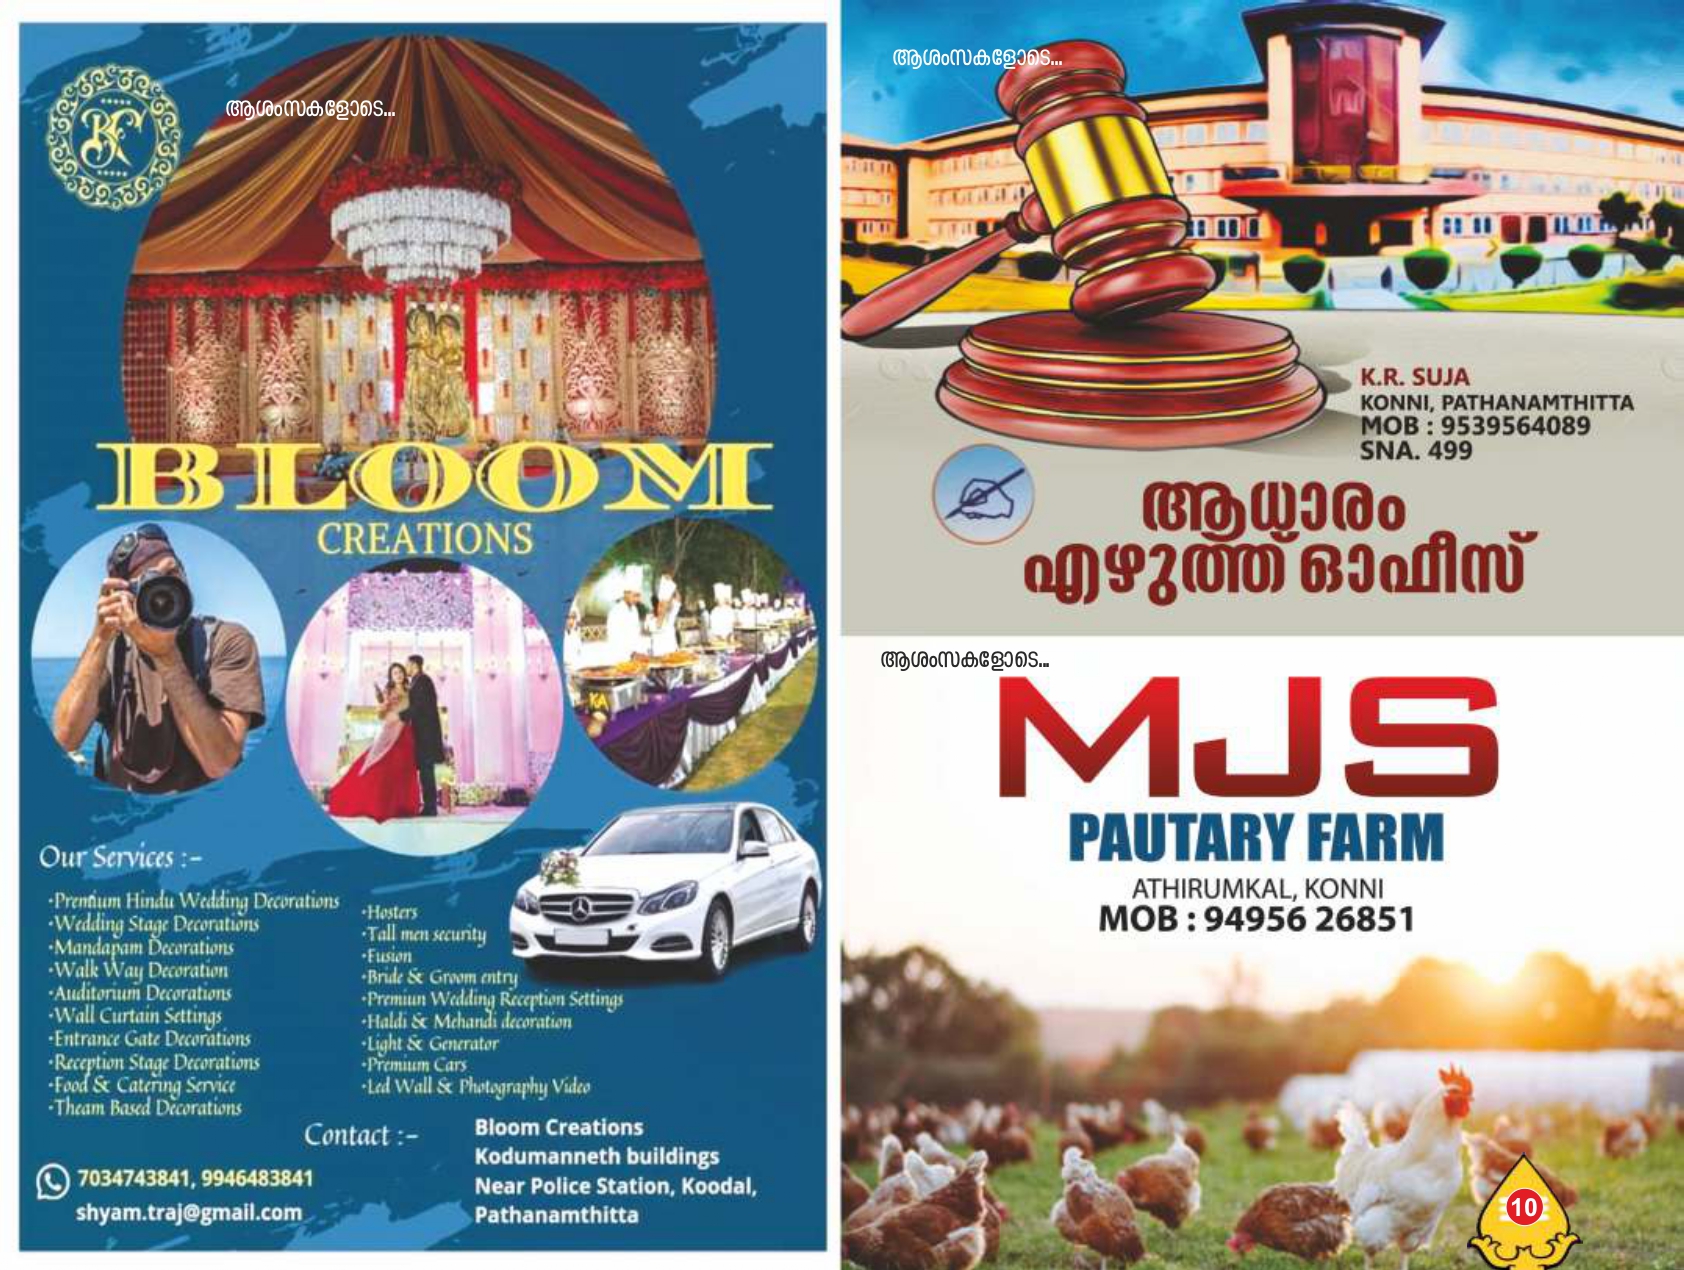 ആശംസകളോടെ...
BLOOM
CREATIONS
Our Services :-
•Premium Hindu Wedding Decorations
•Wedding Stage Decorations
•Mandapam Decorations
•Walk Way Decoration
•Auditorium Decorations
•Wall Curtain Settings
•Entrance Gate Decorations
•Reception Stage Decorations
•Food & Catering Service
•Theam Based Decorations
•Hosters
•Tall men security
•Fusion
•Bride & Groom entry
•Premiun Wedding Reception Settings
•Haldi & Mehandi decoration
•Light & Generator
•Premium Cars
•Led Wall & Photography Video
Contact :-
7034743841, 9946483841
shyam.traj@gmail.com
Bloom Creations
Kodumanneth buildings
Near Police Station, Koodal,
Pathanamthitta
ആശംസകളോടെ...
K.R. SUJA
KONNI, PATHANAMTHITTA
MOB : 9539564089
SNA. 499
ആധാരം
എഴുത്ത് ഓഫീസ്
ആശംസകളോടെ...
MJS
PAUTARY FARM
ATHIRUMKAL, KONNI
MOB : 94956 26851
10